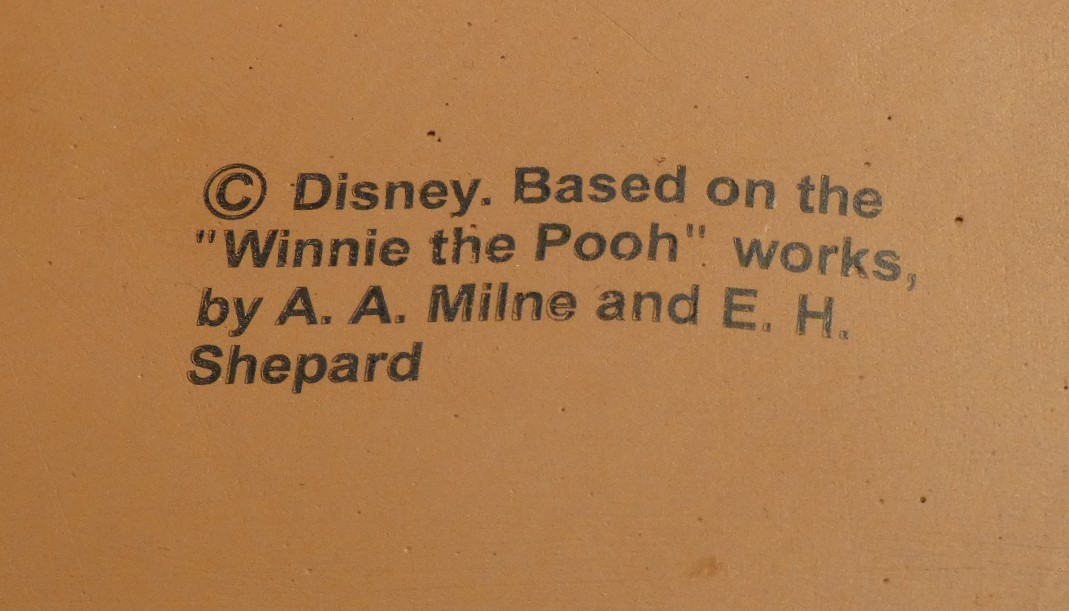 © Disney. Based on the
"Winnie the Pooh" works,
by A. A. Milne and E. H.
Shepard